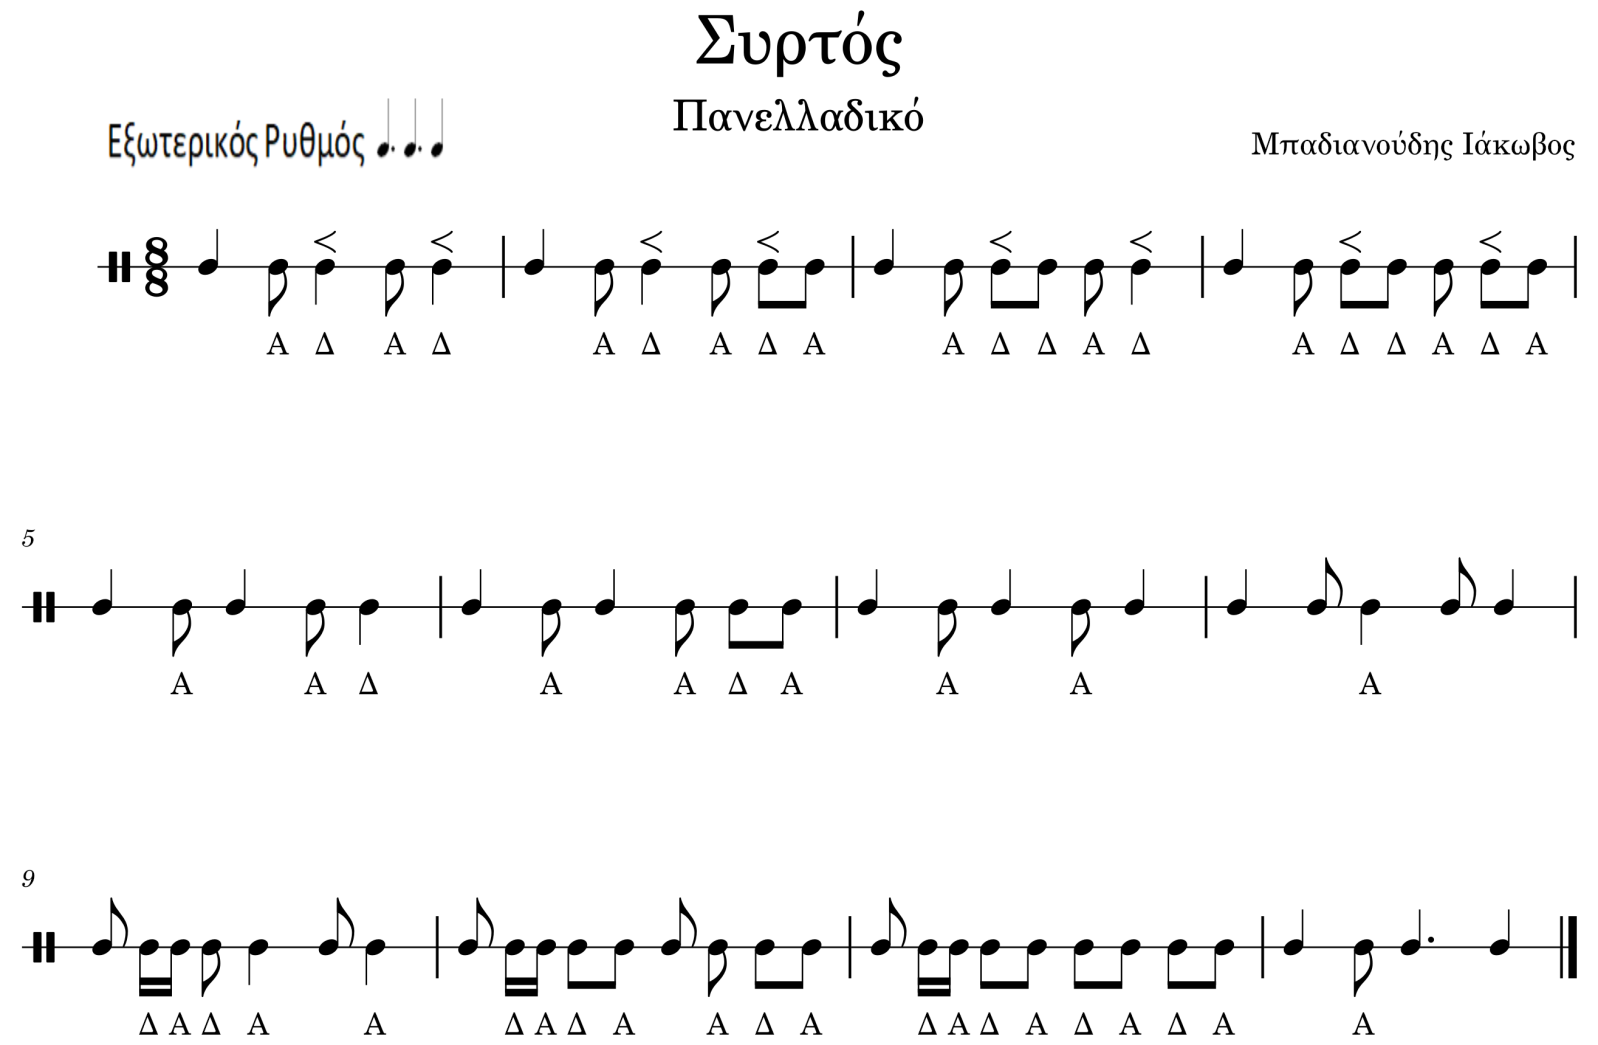 Συρτός
Πανελλαδικό
Εξωτερικός Ρυθμός
Μπαδιανούδης Ιάκωβος
8
8
Α Δ Α Δ Α Δ Α Δ Α Α Δ Δ Α Δ Α Δ Δ Α Δ Α
5
Α Α Δ Α Α Δ Α Α Α Α
9
Δ Α Δ Α Α Δ Α Δ Α Α Δ Α Δ Α Δ Α Δ Α Δ Α Α